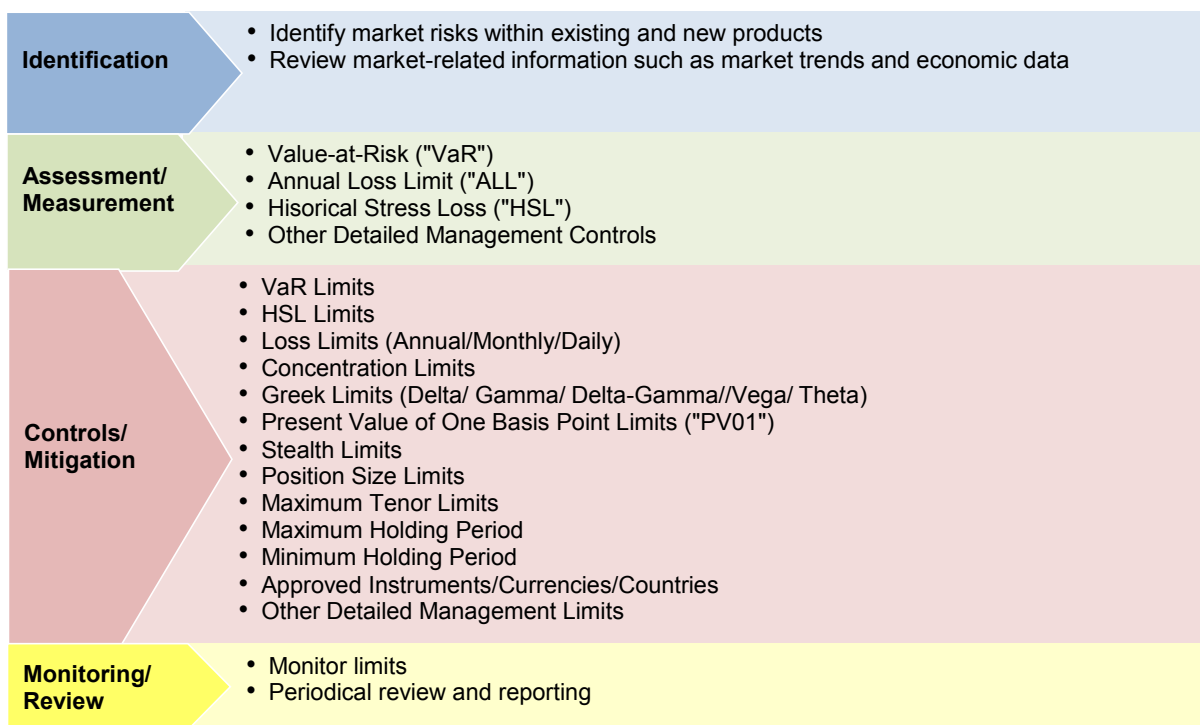 Identification
• Identify market risks within existing and new products
• Review market-related information such as market trends and economic data
Assessment/
Measurement
• Value-at-Risk ("VaR")
• Annual Loss Limit ("ALL")
• Hisorical Stress Loss ("HSL")
• Other Detailed Management Controls
Controls/
Mitigation
• VaR Limits
• HSL Limits
• Loss Limits (Annual/Monthly/Daily)
• Concentration Limits
• Greek Limits (Delta/ Gamma/ Delta-Gamma//Vega/ Theta)
• Present Value of One Basis Point Limits ("PV01")
• Stealth Limits
• Position Size Limits
• Maximum Tenor Limits
• Maximum Holding Period
• Minimum Holding Period
• Approved Instruments/Currencies/Countries
• Other Detailed Management Limits
Monitoring/
Review
• Monitor limits
• Periodical review and reporting